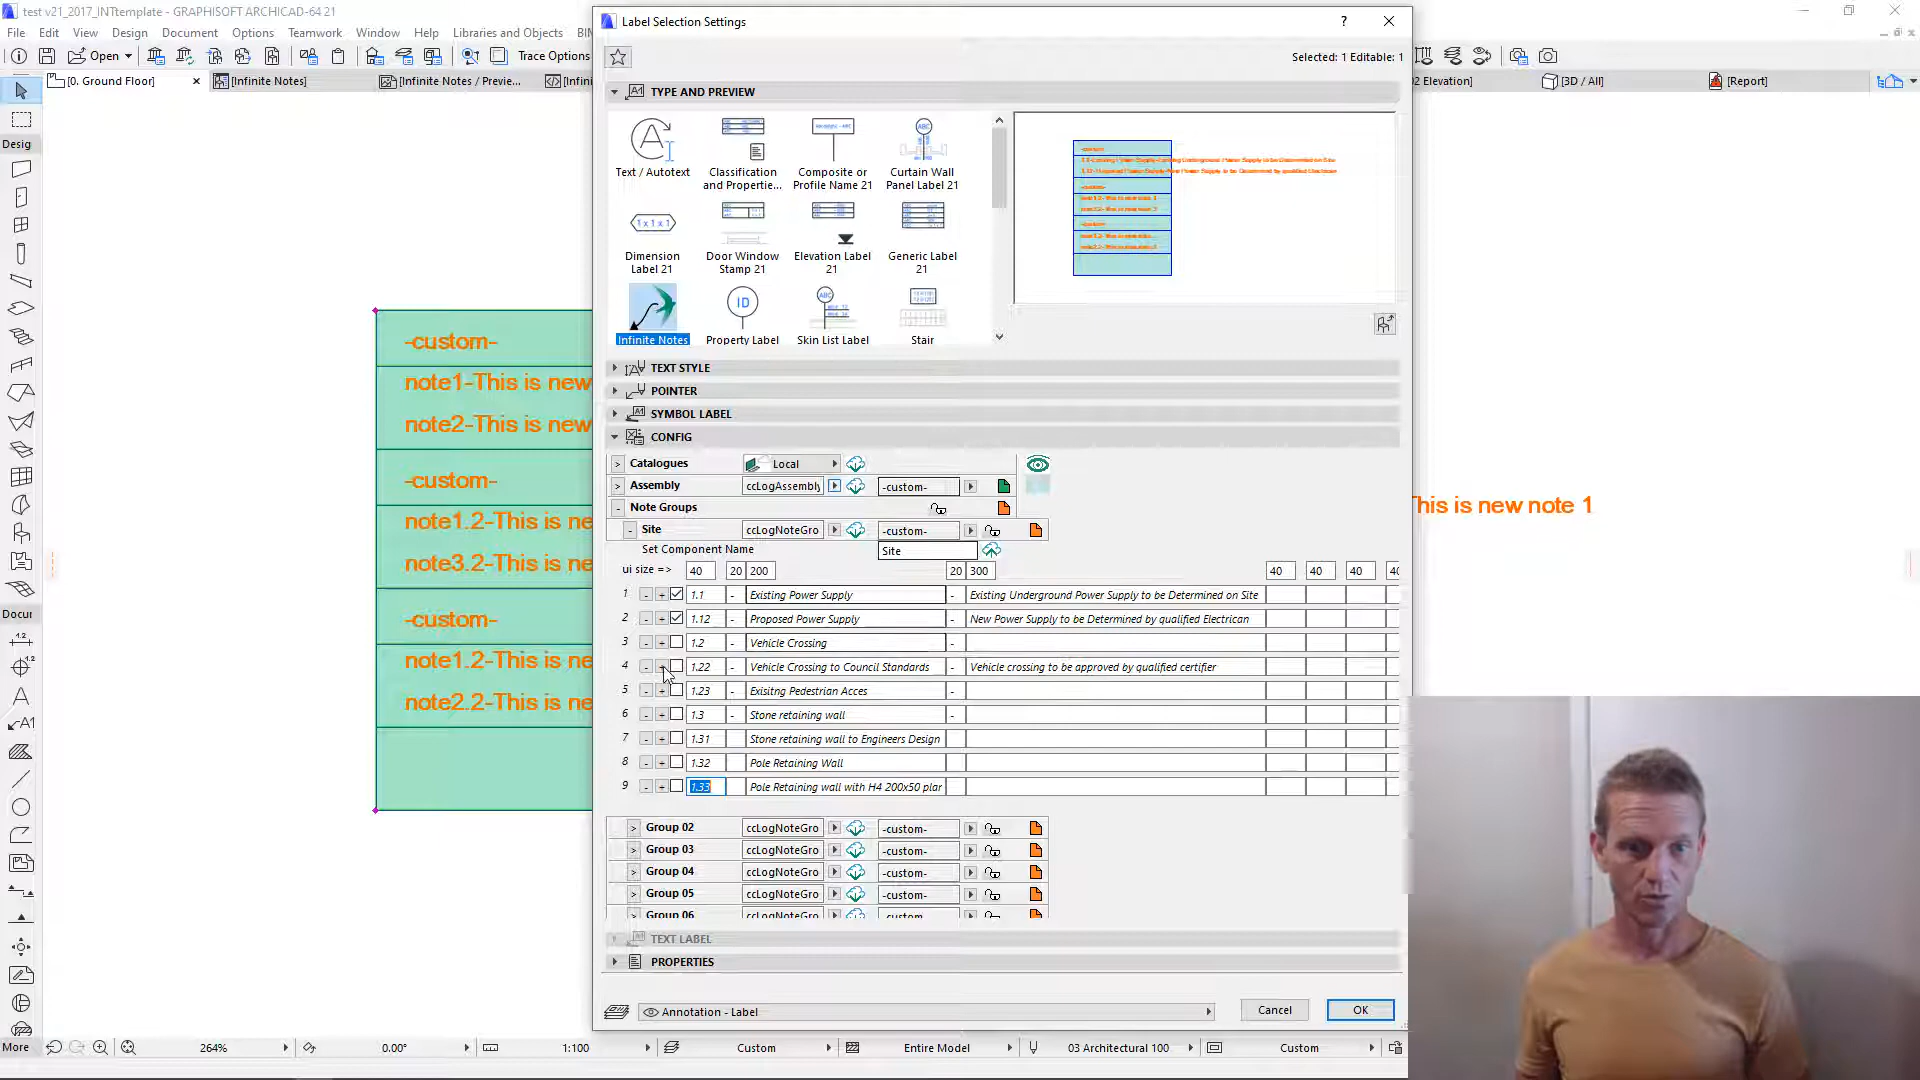 test v21_2017_INTtemplate - GRAPHISOFT ARCHICAD-64 21
File Edit View Design Document Options Teamwork Window Help Libraries and Objects
Open
Trace Options
[0. Ground Floor]
[Infinite Notes]
[Infinite Notes / Previe...
02 Elevation]
[3D / All]
[Report]
Desig
Docur
More
-custom-
note1-This is new
note2-This is new
-custom-
note1.2-This is ne
note3.2-This is ne
-custom-
note1.2-This is ne
note2.2-This is ne
This is new note 1
Label Selection Settings
?
Selected: 1 Editable: 1
TYPE AND PREVIEW
Text / Autotext
Classification and Propertie...
Composite or Profile Name 21
Curtain Wall Panel Label 21
Dimension Label 21
Door Window Stamp 21
Elevation Label 21
Generic Label 21
Infinite Notes
Property Label
Skin List Label
Stair
TEXT STYLE
POINTER
SYMBOL LABEL
CONFIG
Catalogues Local
Assembly ccLogAssembly -custom-
Note Groups
Site ccLogNoteGro -custom-
Set Component Name Site
ui size => 40 20 200 20 300 40 40 40
1 - + 1.1 - Existing Power Supply - Existing Underground Power Supply to be Determined on Site
2 - + 1.12 - Proposed Power Supply - New Power Supply to be Determined by qualified Electrican
3 - + 1.2 - Vehicle Crossing -
4 - + 1.22 - Vehicle Crossing to Council Standards - Vehicle crossing to be approved by qualified certifier
5 - + 1.23 - Exisitng Pedestrian Acces -
6 - + 1.3 - Stone retaining wall -
7 - + 1.31 Stone retaining wall to Engineers Design
8 - + 1.32 Pole Retaining Wall
9 - + 1.33 Pole Retaining wall with H4 200x50 plar
> Group 02 ccLogNoteGro -custom-
> Group 03 ccLogNoteGro -custom-
> Group 04 ccLogNoteGro -custom-
> Group 05 ccLogNoteGro -custom-
Group 06 ccLogNoteGro -custom-
TEXT LABEL
PROPERTIES
Annotation - Label
Cancel
OK
264%
0.00°
1:100
Custom
Entire Model
03 Architectural 100
Custom